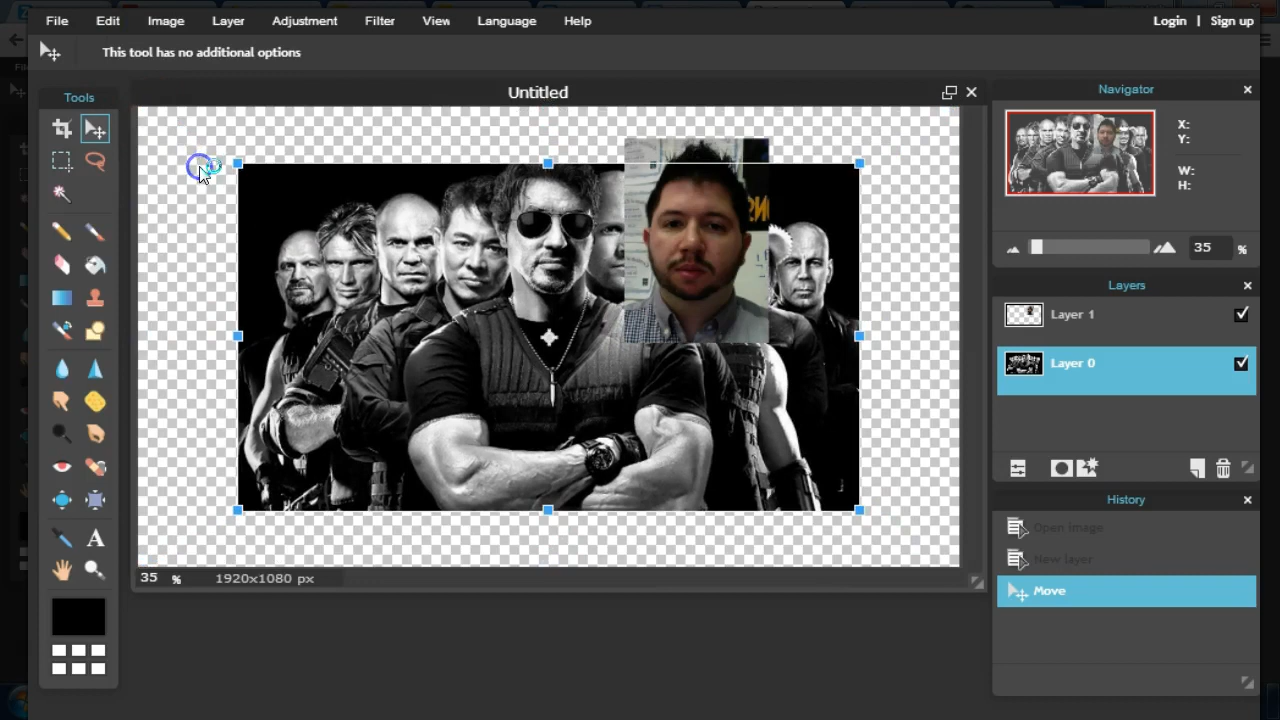 File Edit Image Layer Adjustment Filter View Language Help Login | Sign up
This tool has no additional options
Tools
Untitled
35 % 1920x1080 px
Navigator
X:
Y:
W:
H:
35 %
Layers
Layer 1
Layer 0
History
Open image
New layer
Move